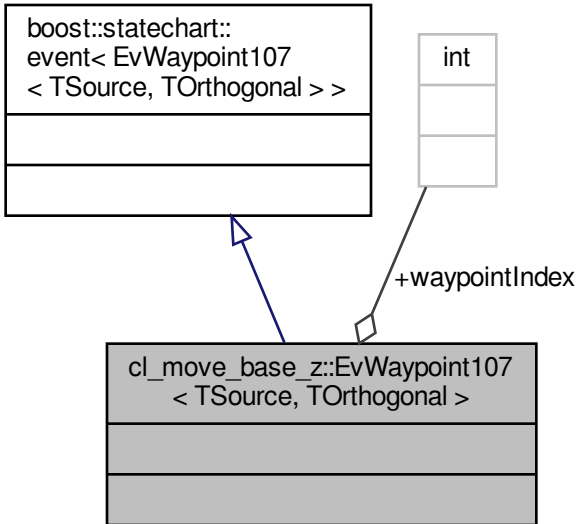 boost::statechart::
event< EvWaypoint107
< TSource, TOrthogonal > >
int
+waypointIndex
cl_move_base_z::EvWaypoint107
< TSource, TOrthogonal >